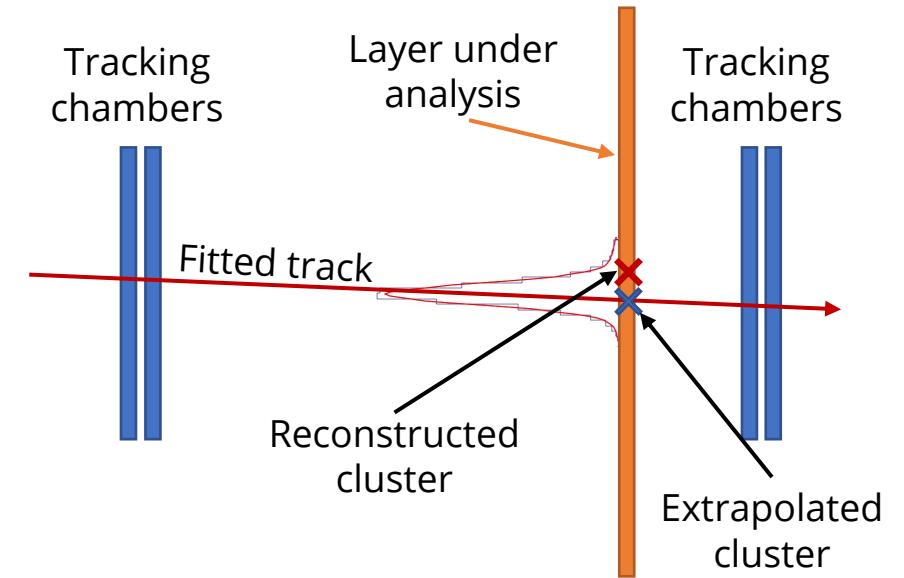 Tracking
chambers
Layer under
analysis
Tracking
chambers
Fitted track
Reconstructed
cluster
Extrapolated
cluster